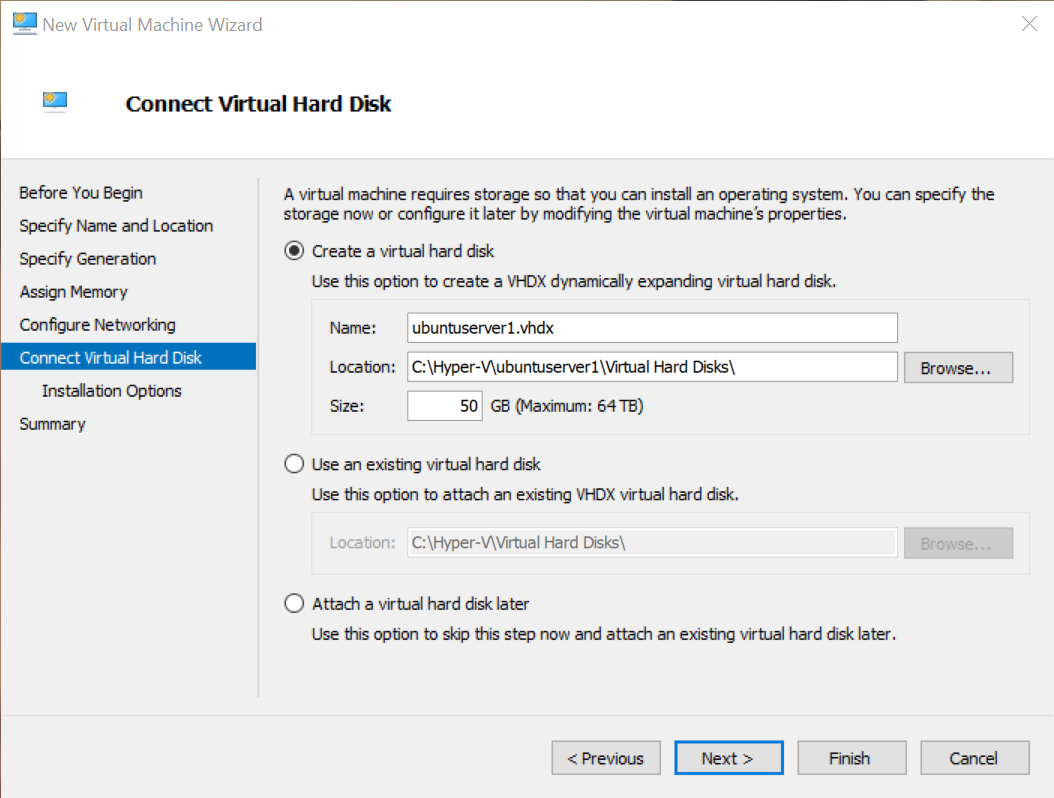 New Virtual Machine Wizard
Connect Virtual Hard Disk
Before You Begin
Specify Name and Location
Specify Generation
Assign Memory
Configure Networking
Connect Virtual Hard Disk
Installation Options
Summary
A virtual machine requires storage so that you can install an operating system. You can specify the
storage now or configure it later by modifying the virtual machine's properties.
Create a virtual hard disk
Use this option to create a VHDX dynamically expanding virtual hard disk.
Name: ubuntuserver1.vhdx
Location: C:\Hyper-V\ubuntuserver1\Virtual Hard Disks\ Browse...
Size: 50 GB (Maximum: 64 TB)
Use an existing virtual hard disk
Use this option to attach an existing VHDX virtual hard disk.
Location: C:\Hyper-V\Virtual Hard Disks\ Browse...
Attach a virtual hard disk later
Use this option to skip this step now and attach an existing virtual hard disk later.
< Previous Next > Finish Cancel